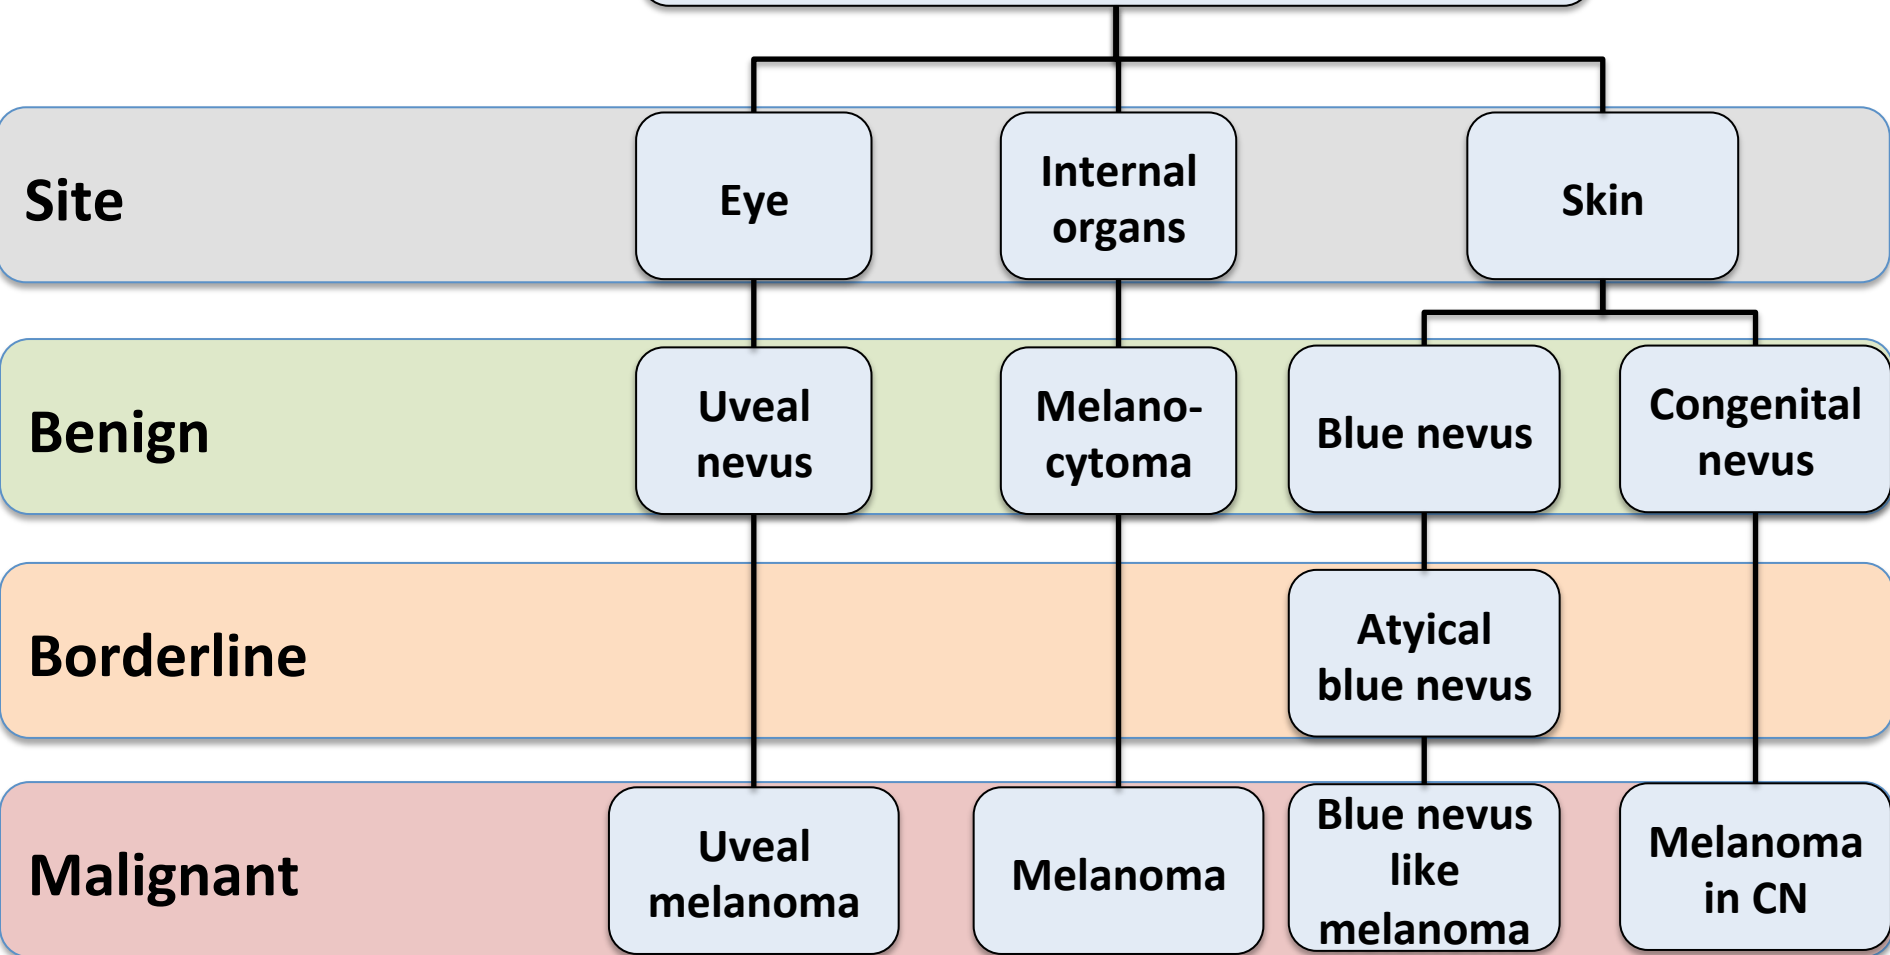 Site
Eye
Internal
organs
Skin
Benign
Uveal
nevus
Melano-
cytoma
Blue nevus
Congenital
nevus
Borderline
Atyical
blue nevus
Malignant
Uveal
melanoma
Melanoma
Blue nevus
like
melanoma
Melanoma
in CN